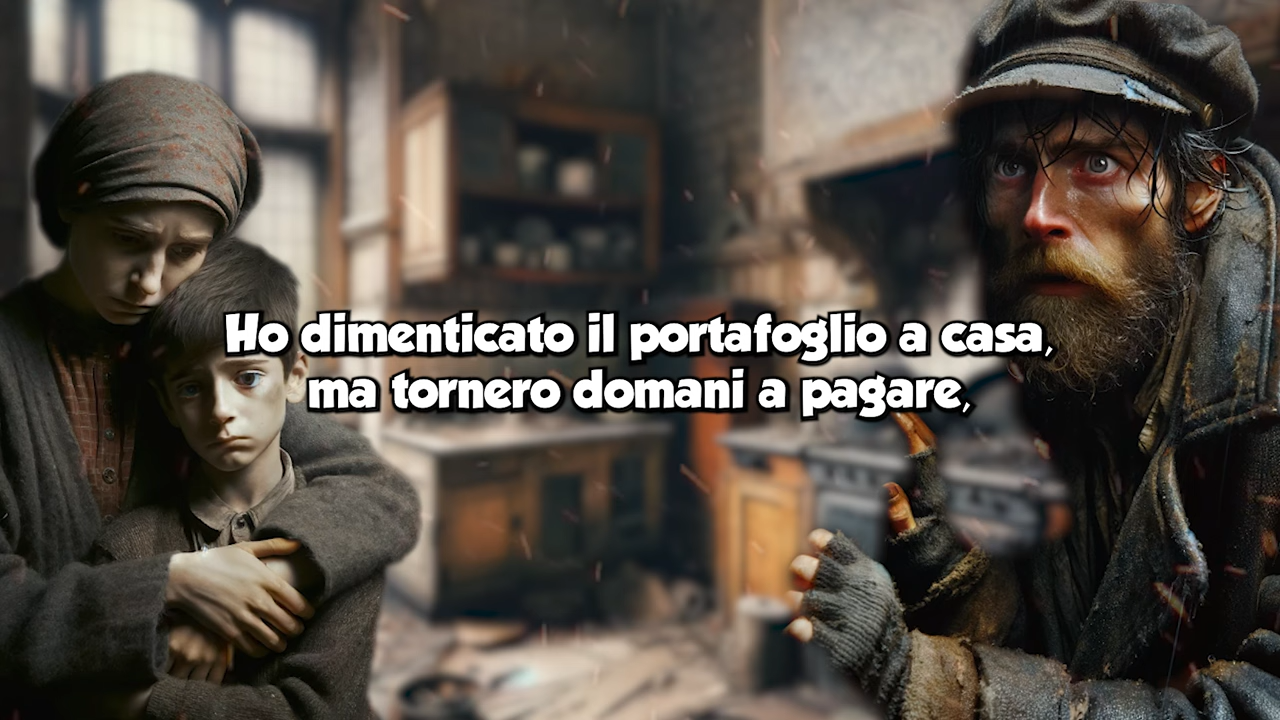 Ho dimenticato il portafoglio a casa,
ma tornero domani a pagare,